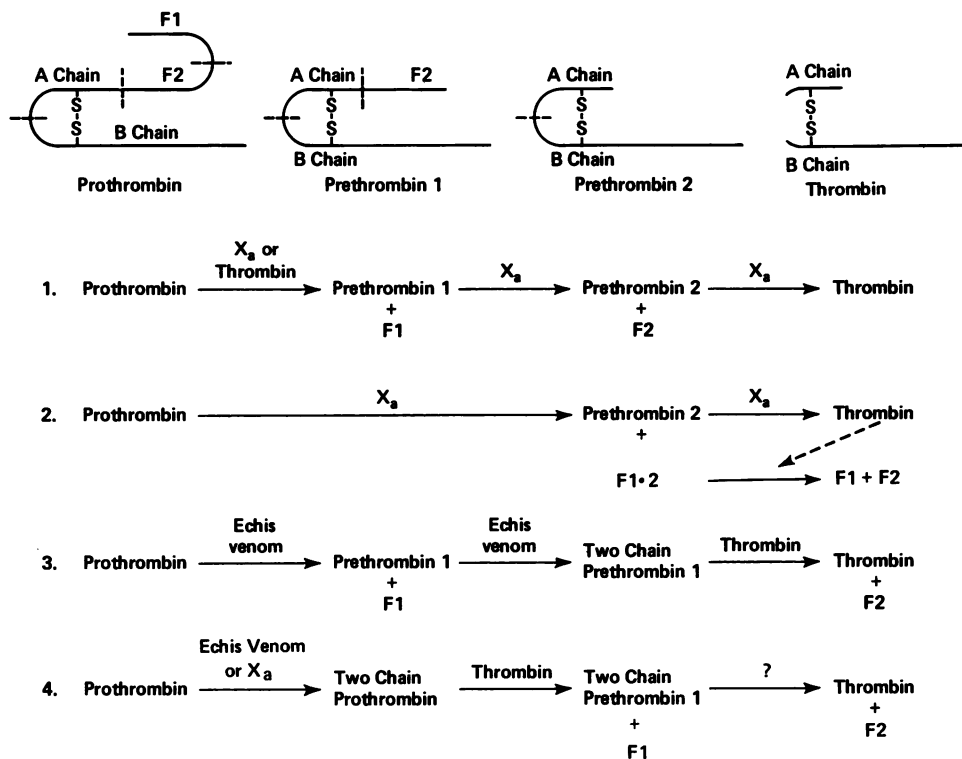 F1
A Chain F2 A Chain F2 A Chain A Chain
S S S S
S S S S
B Chain B Chain B Chain B Chain
Prothrombin Prethrombin 1 Prethrombin 2 Thrombin
Xa or
Thrombin Xa Xa
1. Prothrombin Prethrombin 1 Prethrombin 2 Thrombin
+ +
F1 F2
Xa Xa
2. Prothrombin Prethrombin 2 Thrombin
+
F1•2 F1 + F2
Echis Echis
venom venom Thrombin
3. Prothrombin Prethrombin 1 Two Chain Thrombin
Prethrombin 1
+ +
F1 F2
Echis Venom
or Xa Thrombin ?
4. Prothrombin Two Chain Two Chain Thrombin
Prothrombin Prethrombin 1 +
+ F2
F1